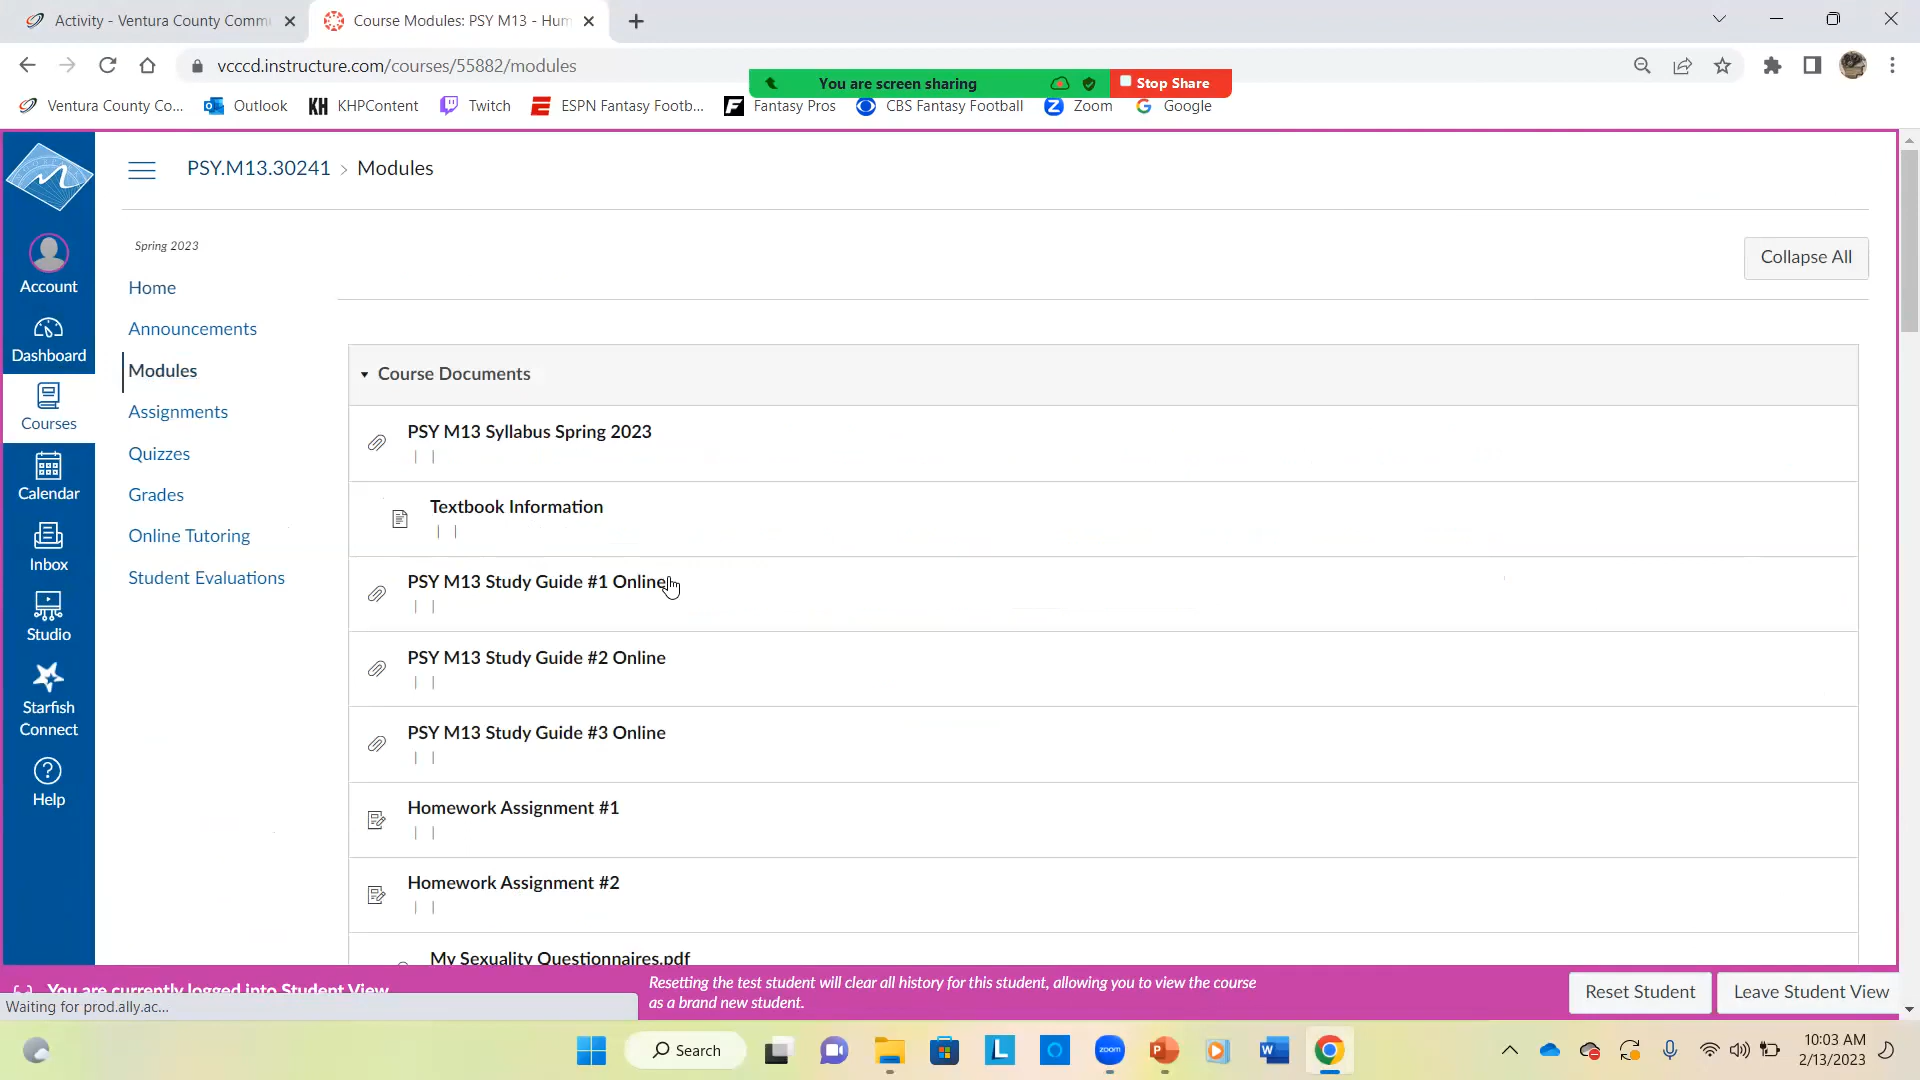 Activity - Ventura County Comm
Course Modules: PSY M13 - Hum
vcccd.instructure.com/courses/55882/modules
You are screen sharing
Stop Share
Ventura County Co...
Outlook
KHPContent
Twitch
ESPN Fantasy Footb...
Fantasy Pros
CBS Fantasy Football
Zoom
Google
PSY.M13.30241 > Modules
Spring 2023
Collapse All
Account
Dashboard
Courses
Calendar
Inbox
Studio
Starfish
Connect
Help
Home
Announcements
Modules
Assignments
Quizzes
Grades
Online Tutoring
Student Evaluations
Course Documents
PSY M13 Syllabus Spring 2023
Textbook Information
PSY M13 Study Guide #1 Online
PSY M13 Study Guide #2 Online
PSY M13 Study Guide #3 Online
Homework Assignment #1
Homework Assignment #2
My Sexuality Questionnaires.pdf
You are currently logged into Student View
Waiting for prod.ally.ac...
Resetting the test student will clear all history for this student, allowing you to view the course
as a brand new student.
Reset Student
Leave Student View
Search
zoom
10:03 AM
2/13/2023